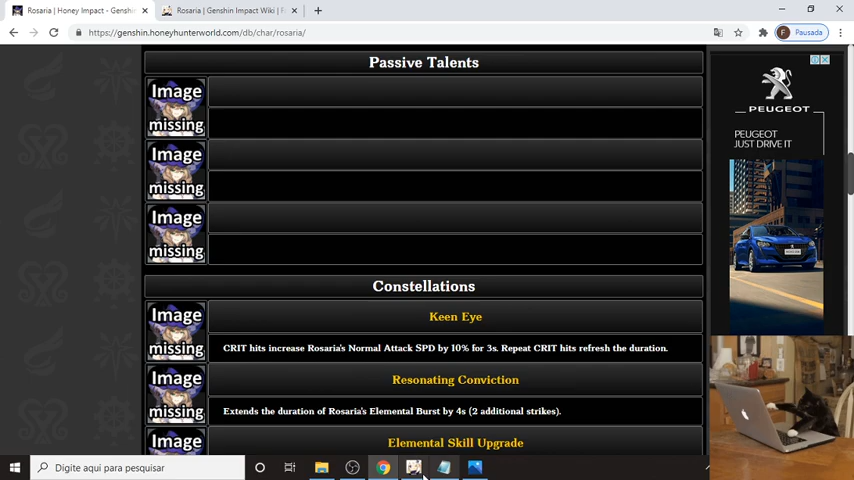 Rosaria | Honey Impact - Genshi
Rosaria | Genshin Impact Wiki | F
https://genshin.honeyhunterworld.com/db/char/rosaria/
F Pausada
Passive Talents
Image missing
Image missing
Image missing
Constellations
Image missing
Keen Eye
CRIT hits increase Rosaria's Normal Attack SPD by 10% for 3s. Repeat CRIT hits refresh the duration.
Image missing
Resonating Conviction
Extends the duration of Rosaria's Elemental Burst by 4s (2 additional strikes).
Image
Elemental Skill Upgrade
PEUGEOT
PEUGEOT
JUST DRIVE IT
Digite aqui para pesquisar